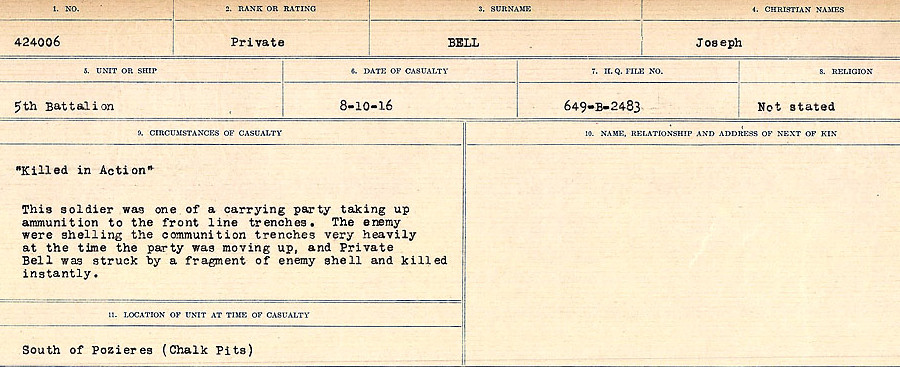 1. NO. 2. RANK OR RATING 3. SURNAME 4. CHRISTIAN NAMES
424006 Private BELL Joseph
5. UNIT OR SHIP 6. DATE OF CASUALTY 7. H.Q. FILE NO. 8. RELIGION
5th Battalion 8-10-16 649-B-2483 Not stated
9. CIRCUMSTANCES OF CASUALTY
"Killed in Action"
This soldier was one of a carrying party taking up
ammunition to the front line trenches. The enemy
were shelling the communition trenches very heavily
at the time the party was moving up, and Private
Bell was struck by a fragment of enemy shell and killed
instantly.
11. LOCATION OF UNIT AT TIME OF CASUALTY
South of Pozieres (Chalk Pits)
10. NAME, RELATIONSHIP AND ADDRESS OF NEXT OF KIN